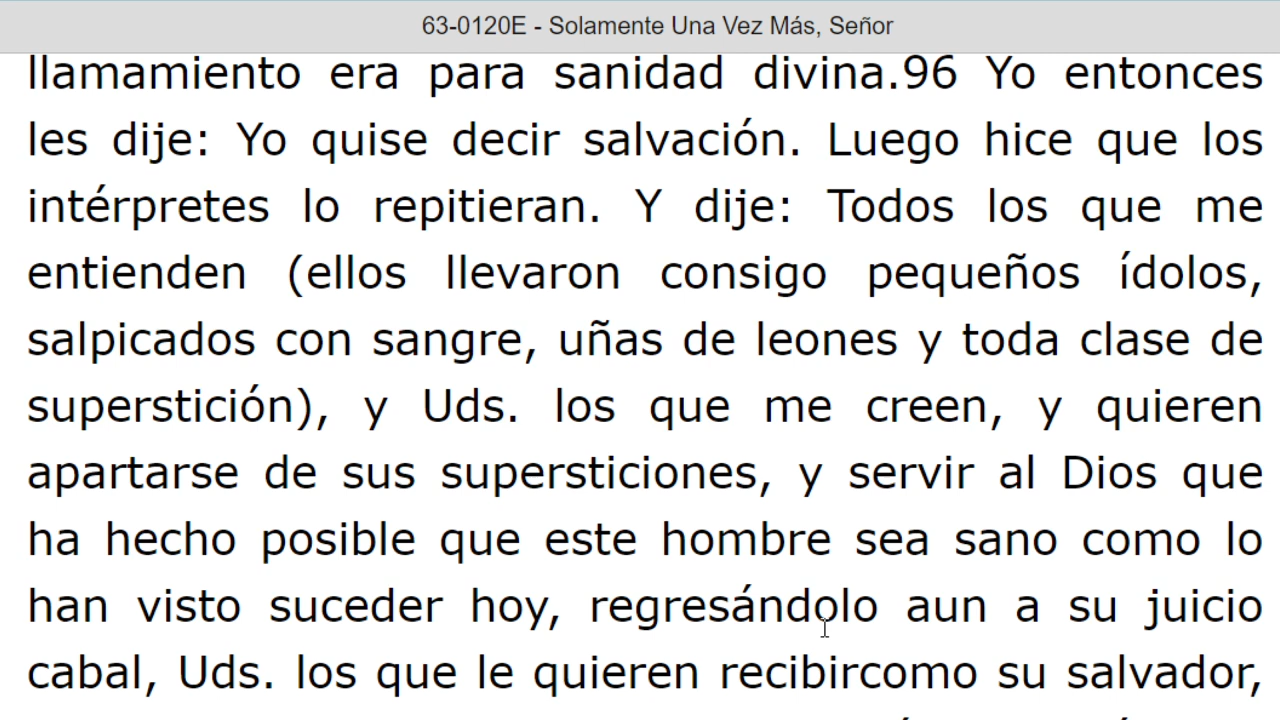 63-0120E - Solamente Una Vez Más, Señor
llamamiento era para sanidad divina.96 Yo entonces
les dije: Yo quise decir salvación. Luego hice que los
intérpretes lo repitieran. Y dije: Todos los que me
entienden (ellos llevaron consigo pequeños ídolos,
salpicados con sangre, uñas de leones y toda clase de
superstición), y Uds. los que me creen, y quieren
apartarse de sus supersticiones, y servir al Dios que
ha hecho posible que este hombre sea sano como lo
han visto suceder hoy, regresándolo aun a su juicio
cabal, Uds. los que le quieren recibircomo su salvador,